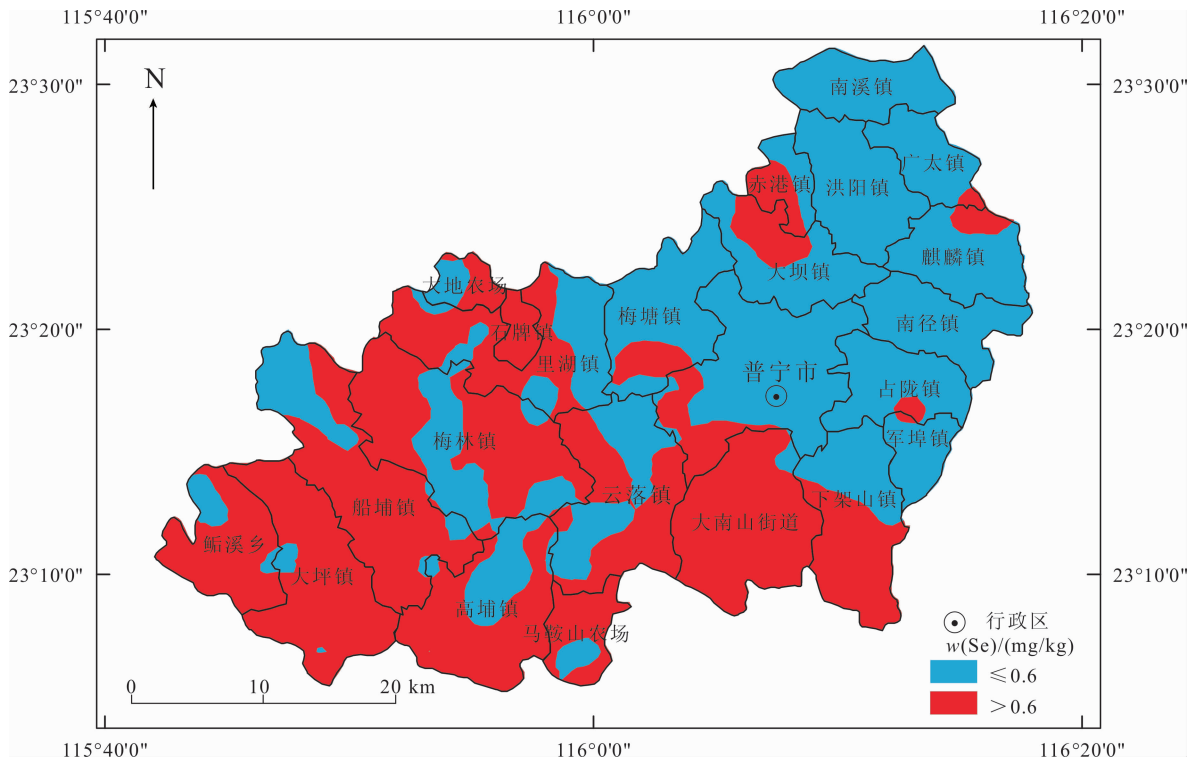 115°40'0" 116°0'0" 116°20'0"
N
23°30'0" 23°30'0"
南溪镇
广太镇
赤港镇 洪阳镇
麒麟镇
大坝镇
大地农场
23°20'0" 23°20'0"
石牌镇 梅塘镇 南径镇
里湖镇
普宁市
占陇镇
梅林镇 军埠镇
船埔镇 云落镇 下架山镇
大南山街道
鲘溪乡
23°10'0" 23°10'0"
大坪镇
高埔镇
马鞍山农场
行政区
w(Se)/(mg/kg)
≤0.6
>0.6
0 10 20 km
115°40'0" 116°0'0" 116°20'0"